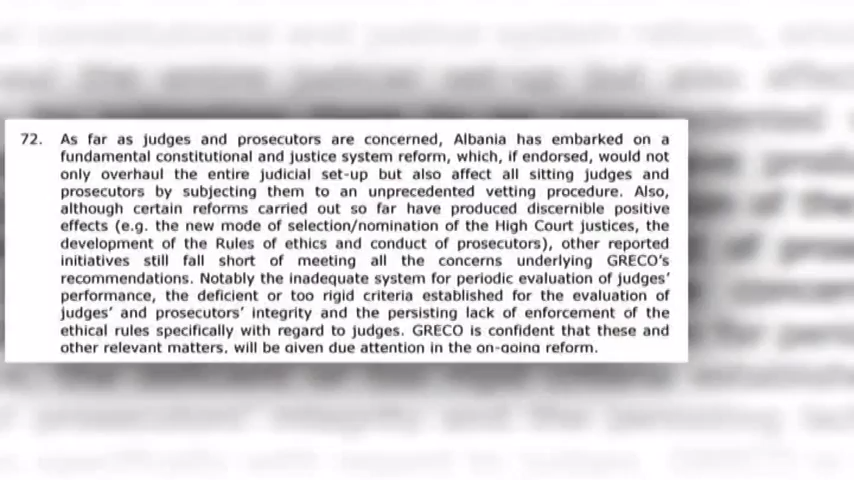 72. As far as judges and prosecutors are concerned, Albania has embarked on a
fundamental constitutional and justice system reform, which, if endorsed, would not
only overhaul the entire judicial set-up but also affect all sitting judges and
prosecutors by subjecting them to an unprecedented vetting procedure. Also,
although certain reforms carried out so far have produced discernible positive
effects (e.g. the new mode of selection/nomination of the High Court justices, the
development of the Rules of ethics and conduct of prosecutors), other reported
initiatives still fall short of meeting all the concerns underlying GRECO's
recommendations. Notably the inadequate system for periodic evaluation of judges'
performance, the deficient or too rigid criteria established for the evaluation of
judges' and prosecutors' integrity and the persisting lack of enforcement of the
ethical rules specifically with regard to judges. GRECO is confident that these and
other relevant matters, will be given due attention in the on-going reform.